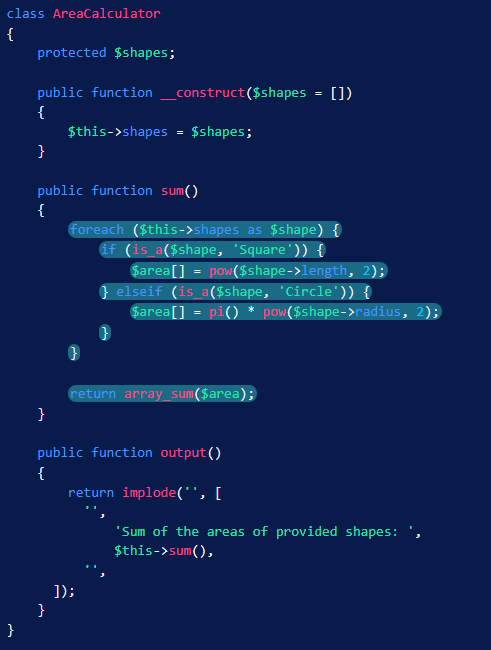 class AreaCalculator
{
    protected $shapes;

    public function __construct($shapes = [])
    {
        $this->shapes = $shapes;
    }

    public function sum()
    {
        foreach ($this->shapes as $shape) {
            if (is_a($shape, 'Square')) {
                $area[] = pow($shape->length, 2);
            } elseif (is_a($shape, 'Circle')) {
                $area[] = pi() * pow($shape->radius, 2);
            }
        }

        return array_sum($area);
    }

    public function output()
    {
        return implode('', [
          '',
              'Sum of the areas of provided shapes: ',
              $this->sum(),
          '',
      ]);
    }
}